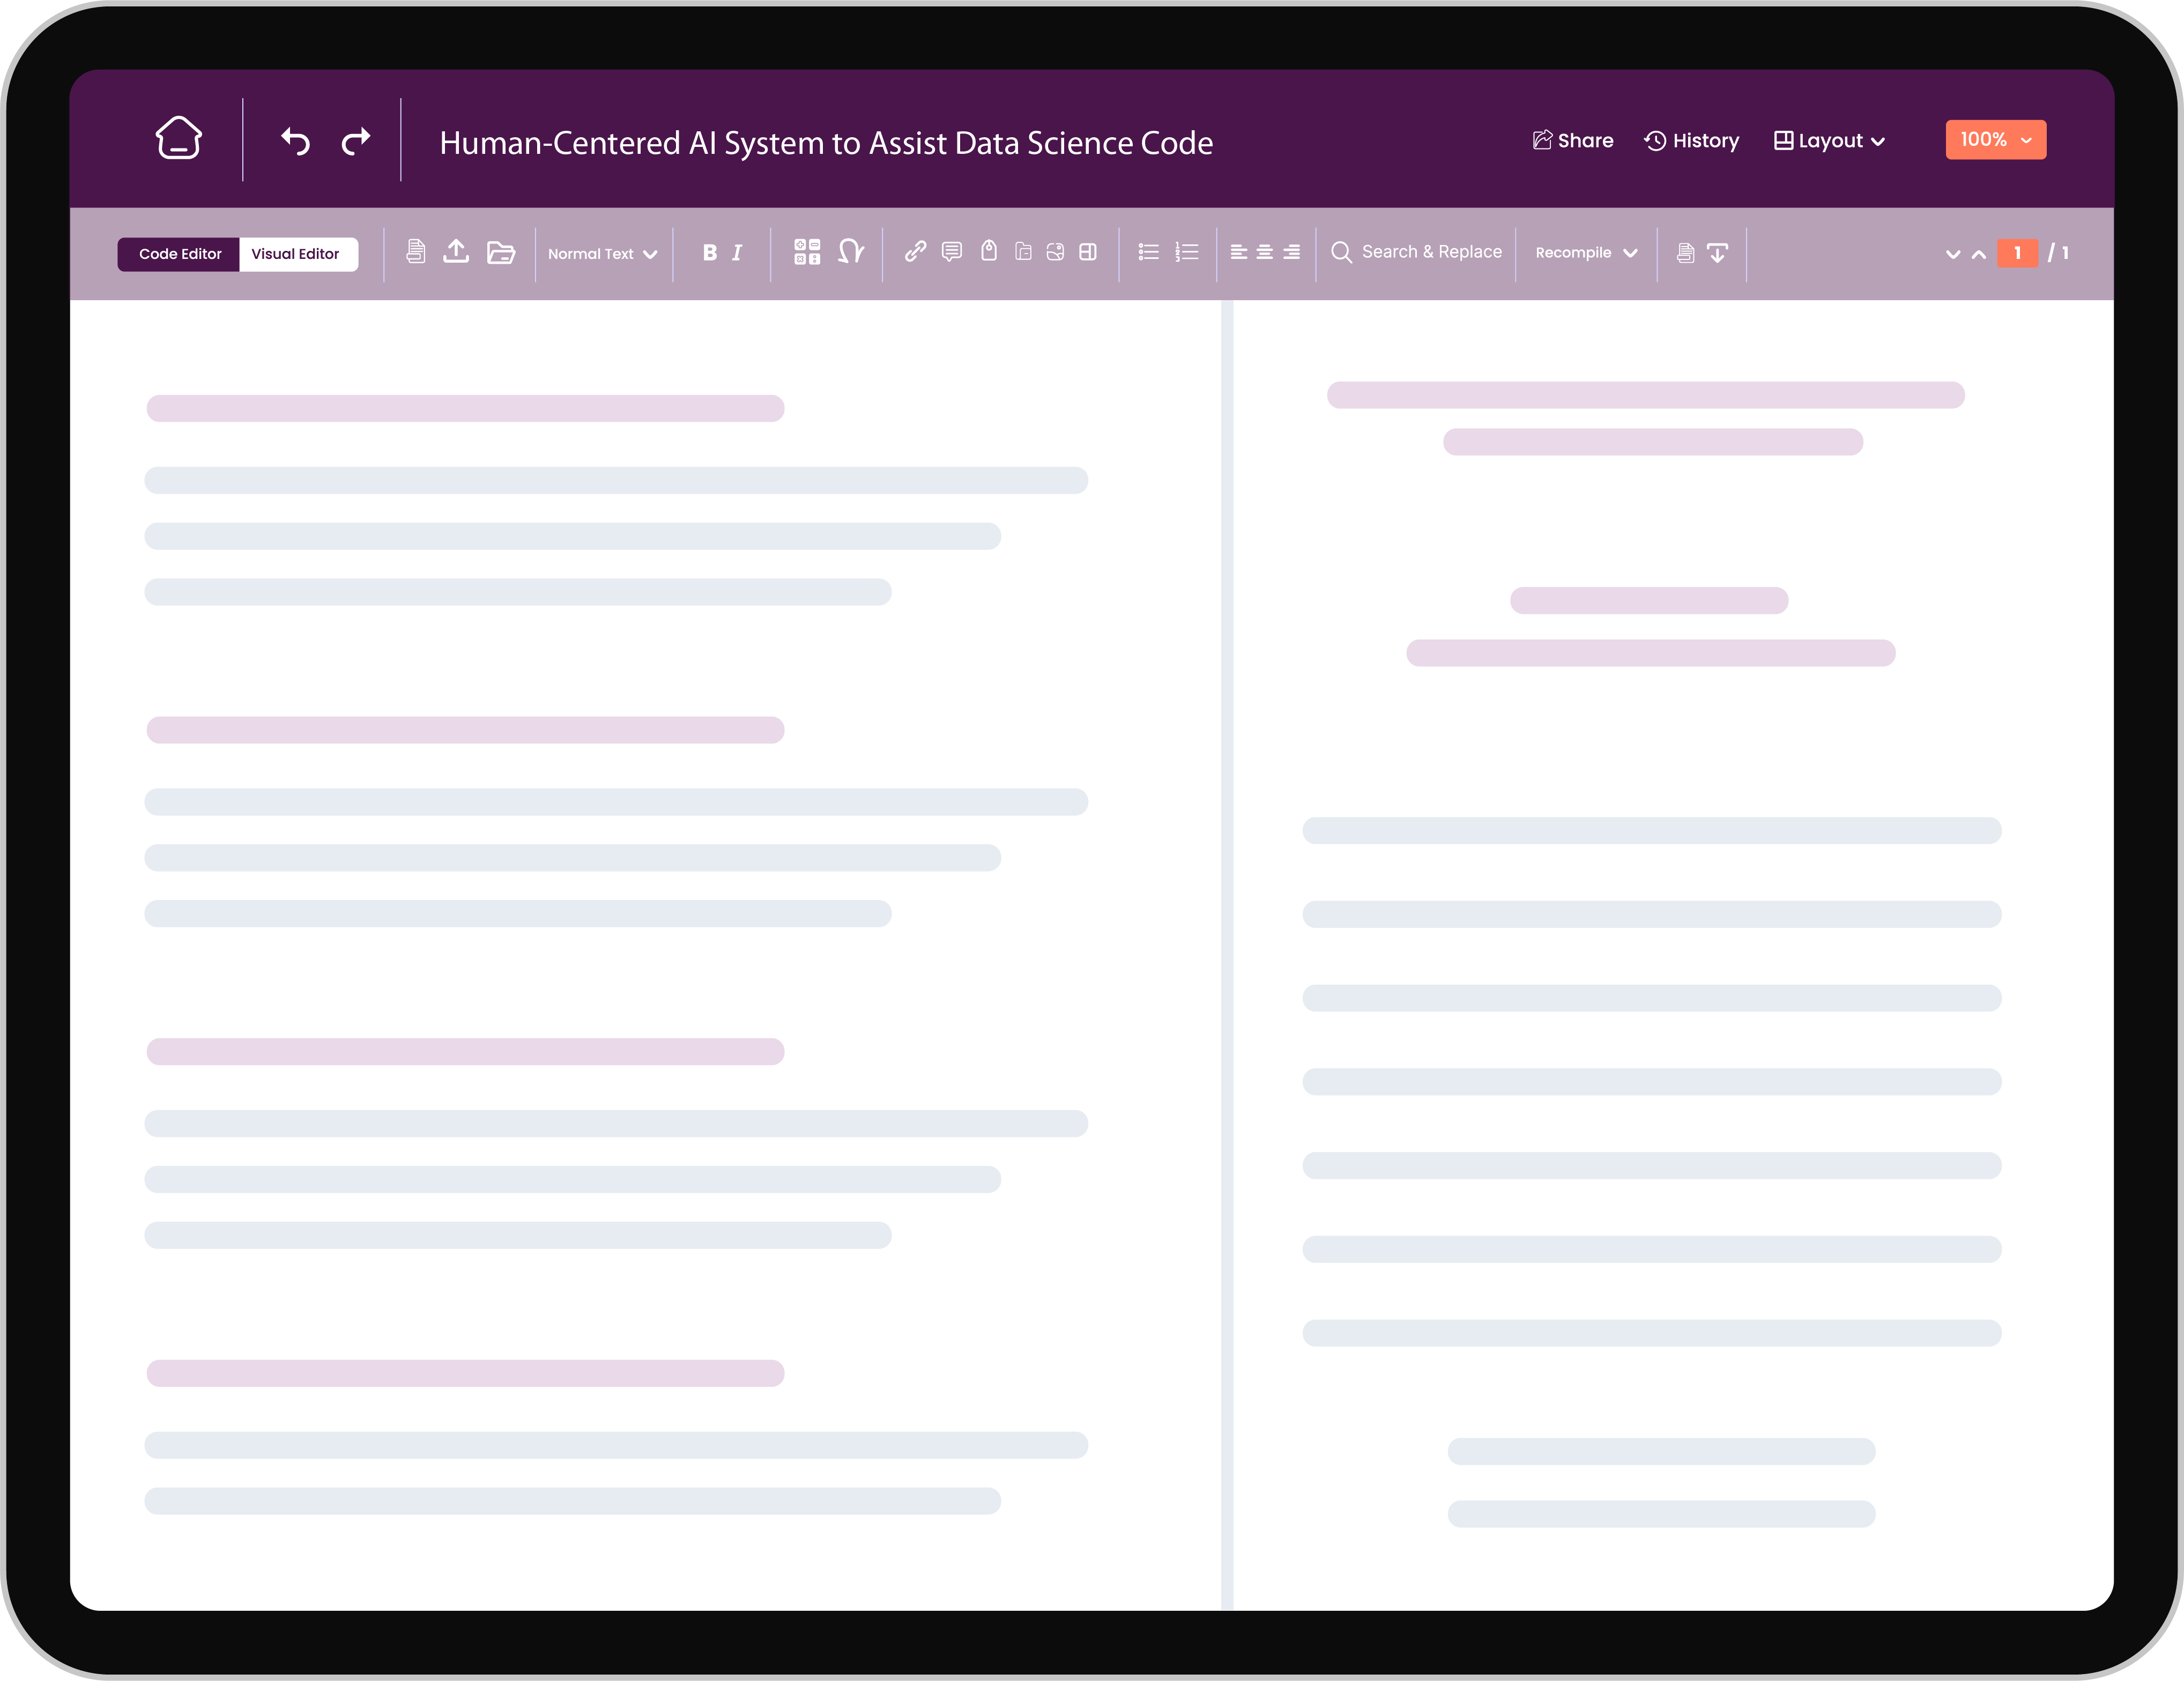 Human-Centered AI System to Assist Data Science Code
Share History Layout 100%
Code Editor Visual Editor Normal Text B I Search & Replace Recompile 1 / 1